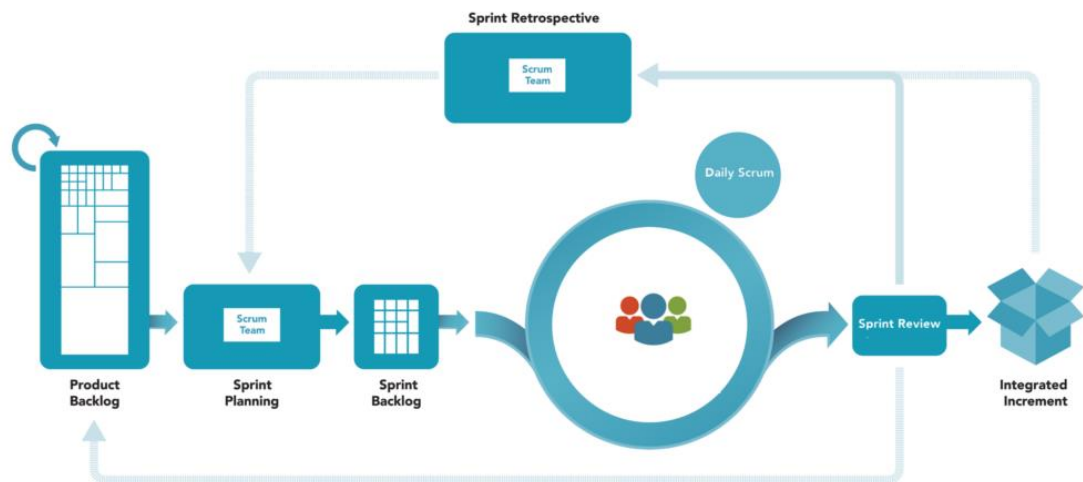 Sprint Retrospective
Scrum
Team
Daily Scrum
Scrum
Team
Sprint Review
Product
Backlog
Sprint
Planning
Sprint
Backlog
Integrated
Increment